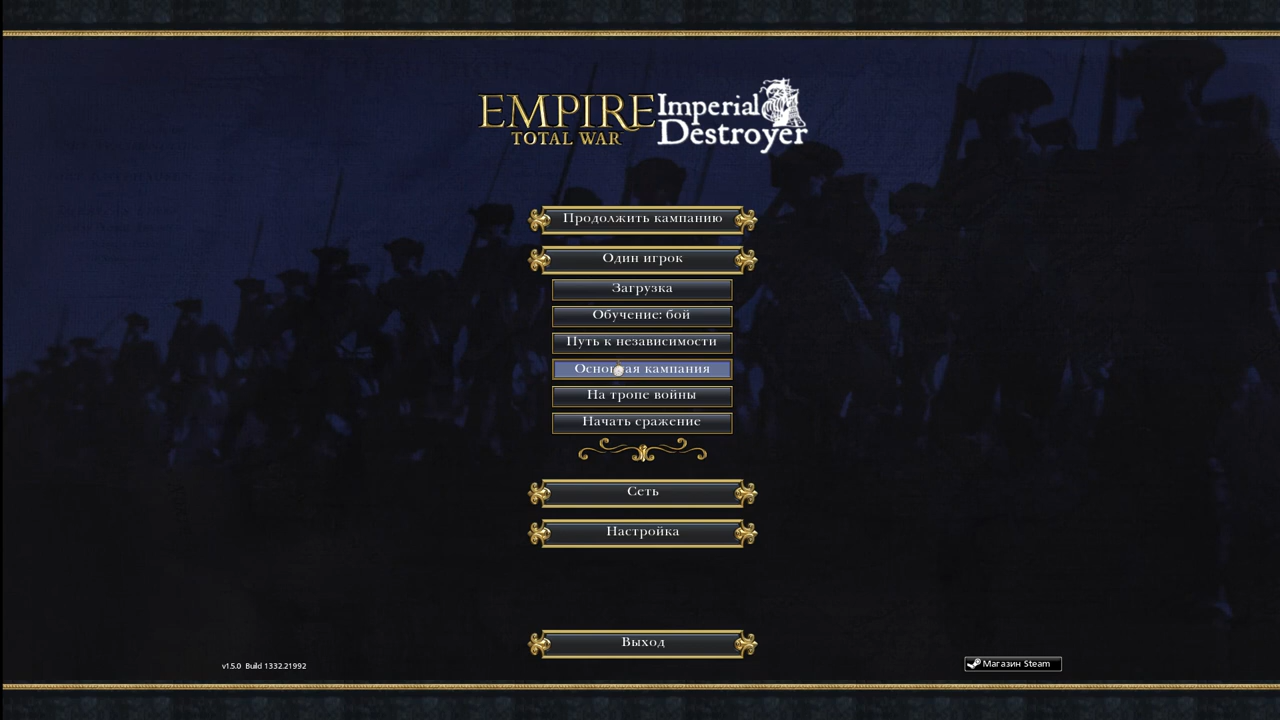 EMPIRE
TOTAL WAR
Imperial
Destroyer
Продолжить кампанию
Один игрок
Загрузка
Обучение: бой
Путь к независимости
Основная кампания
На тропе войны
Начать сражение
Сеть
Настройка
Выход
v1.5.0 Build 1332.21992
Магазин Steam